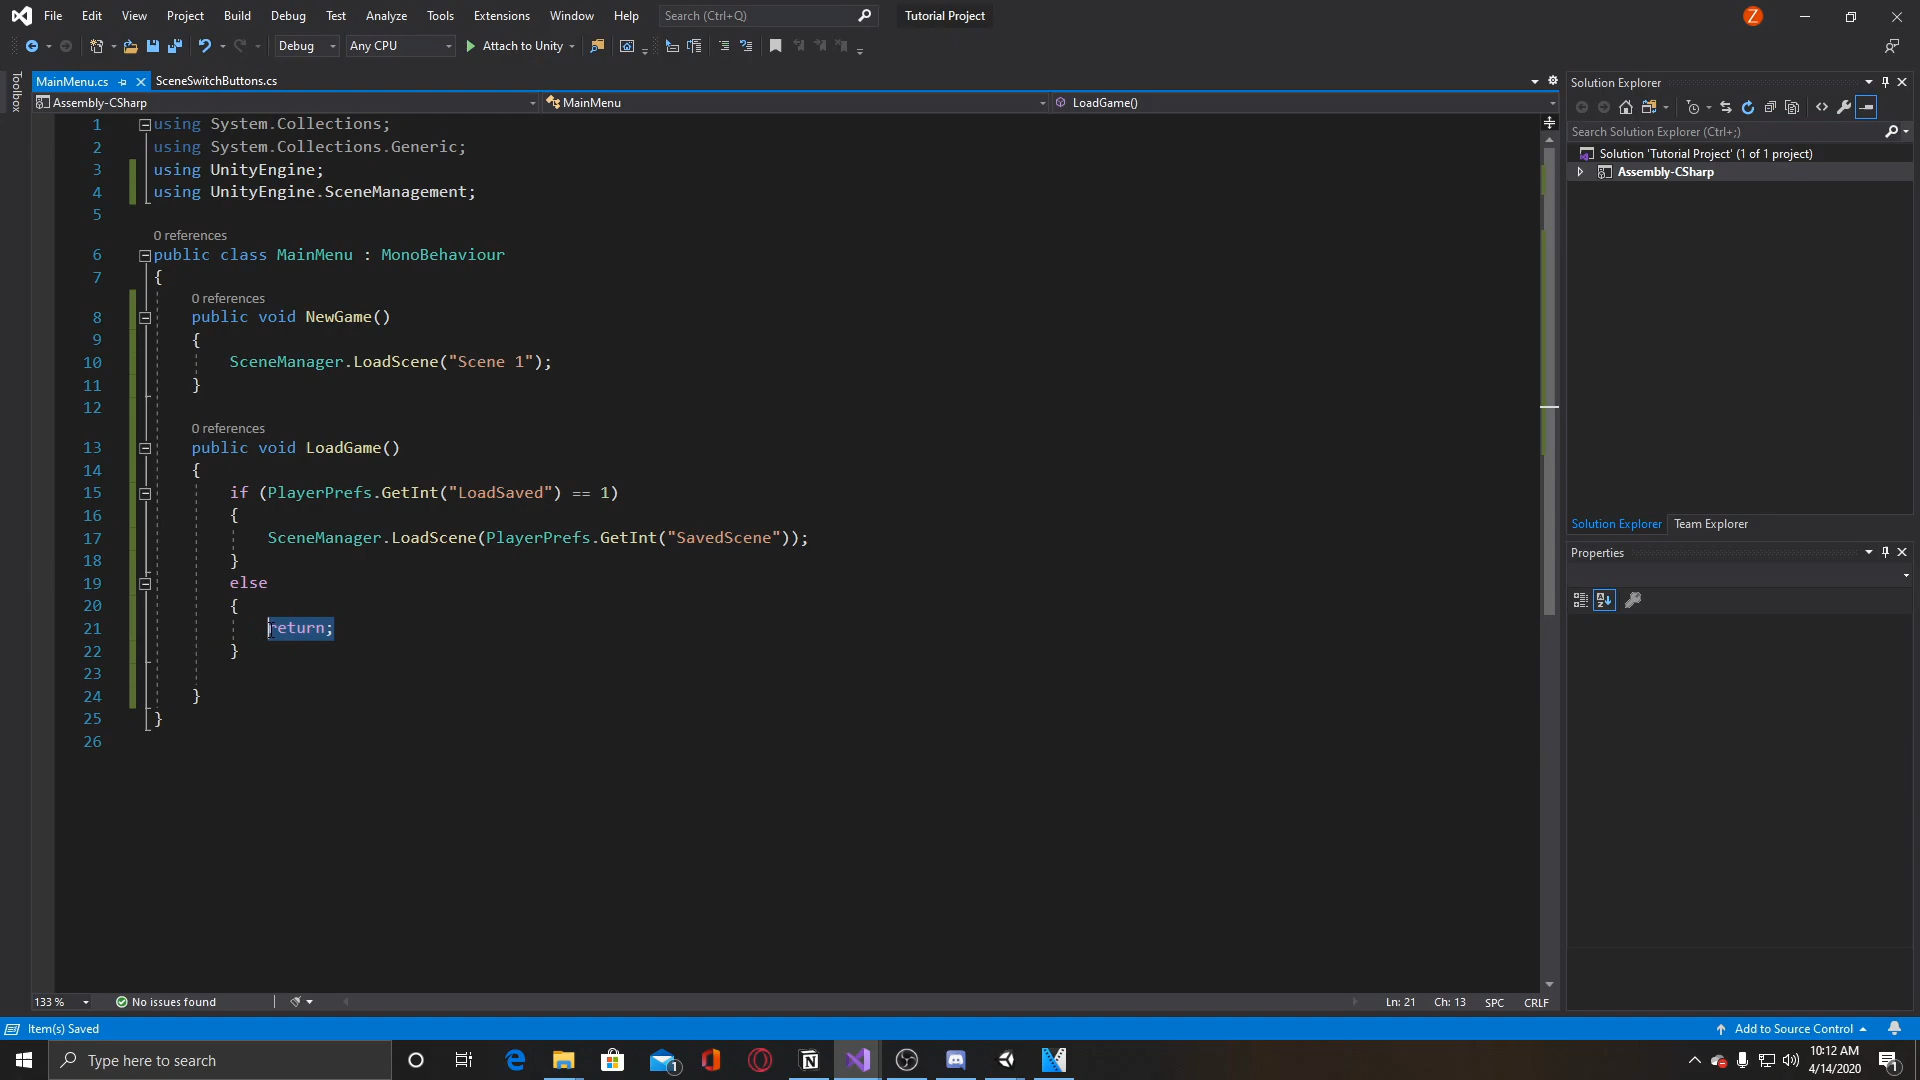 File Edit View Project Build Debug Test Analyze Tools Extensions Window Help Search (Ctrl+Q) Tutorial Project Z
Debug Any CPU Attach to Unity
Toolbox
MainMenu.cs SceneSwitchButtons.cs
Assembly-CSharp MainMenu LoadGame()
1 using System.Collections;
2 using System.Collections.Generic;
3 using UnityEngine;
4 using UnityEngine.SceneManagement;
5
0 references
6 public class MainMenu : MonoBehaviour
7 {
0 references
8 public void NewGame()
9 {
10 SceneManager.LoadScene("Scene 1");
11 }
12
0 references
13 public void LoadGame()
14 {
15 if (PlayerPrefs.GetInt("LoadSaved") == 1)
16 {
17 SceneManager.LoadScene(PlayerPrefs.GetInt("SavedScene"));
18 }
19 else
20 {
21 return;
22 }
23
24 }
25 }
26
133 % No issues found Ln: 21 Ch: 13 SPC CRLF
Solution Explorer
Search Solution Explorer (Ctrl+;)
Solution 'Tutorial Project' (1 of 1 project)
Assembly-CSharp
Solution Explorer Team Explorer
Properties
Item(s) Saved Add to Source Control
Type here to search
10:12 AM
4/14/2020